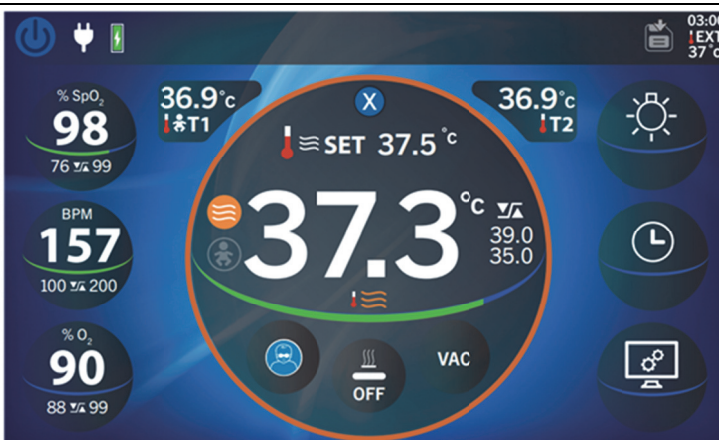 03:00
EXT
37 °c
% SpO₂
98
76 99
36.9°c
T1
X
36.9°c
T2
SET 37.5 °c
BPM
157
100 200
37.3 °C
39.0
35.0
% O₂
90
88 99
OFF
VAC